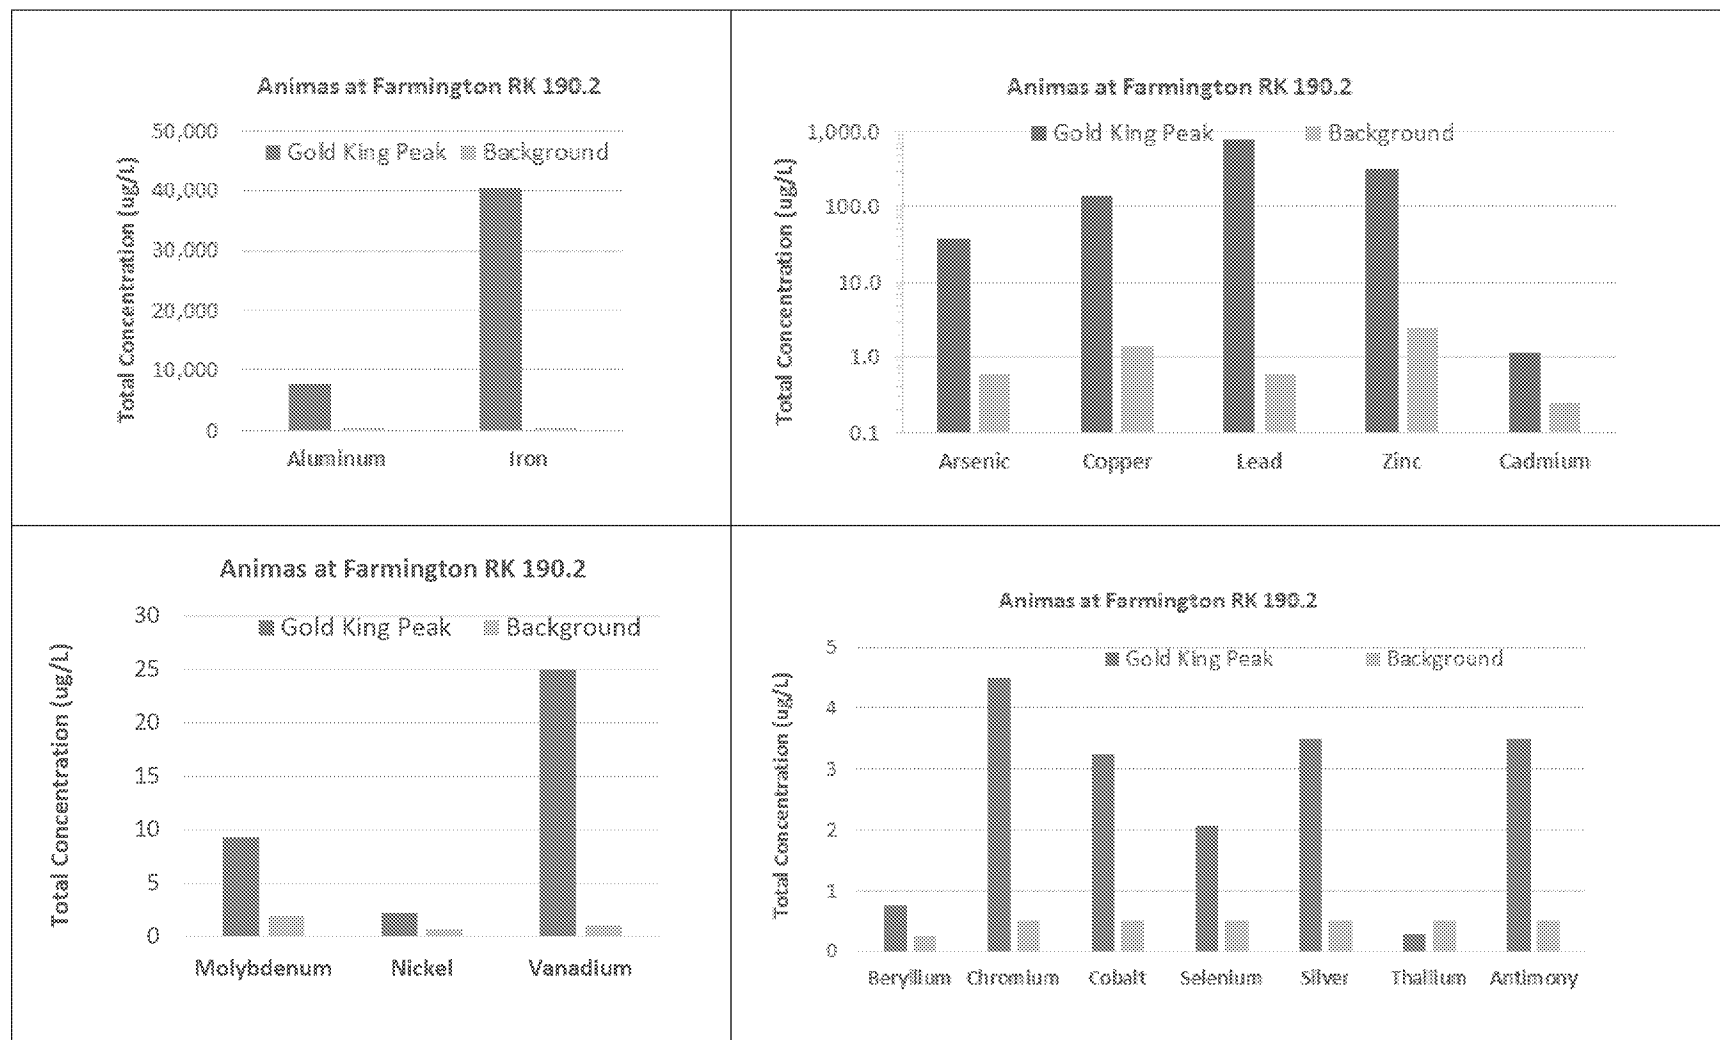 Animas at Farmington RK 190.2
Total Concentration (ug/L)
50,000
40,000
30,000
20,000
10,000
0
Gold King Peak Background
Aluminum Iron
Animas at Farmington RK 190.2
Total Concentration (ug/L)
1,000.0
100.0
10.0
1.0
0.1
Gold King Peak Background
Arsenic Copper Lead Zinc Cadmium
Animas at Farmington RK 190.2
Total Concentration (ug/L)
30
25
20
15
10
5
0
Gold King Peak Background
Molybdenum Nickel Vanadium
Animas at Farmington RK 190.2
Total Concentration (ug/L)
5
4
3
2
1
0
Gold King Peak Background
Beryllium Chromium Cobalt Selenium Silver Thallium Antimony